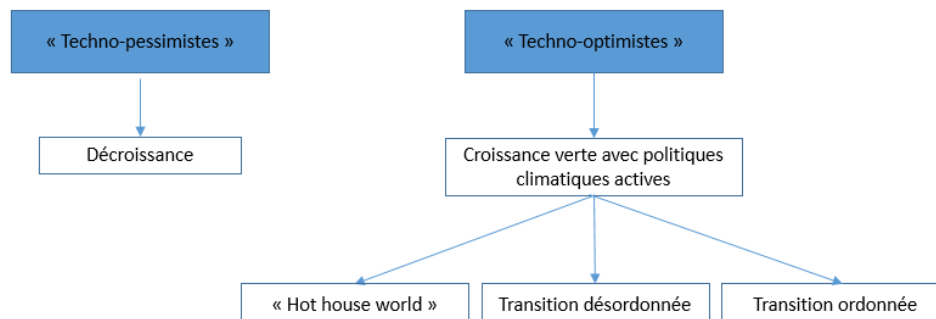 « Techno-pessimistes »
« Techno-optimistes »
Décroissance
Croissance verte avec politiques
climatiques actives
« Hot house world »
Transition désordonnée
Transition ordonnée